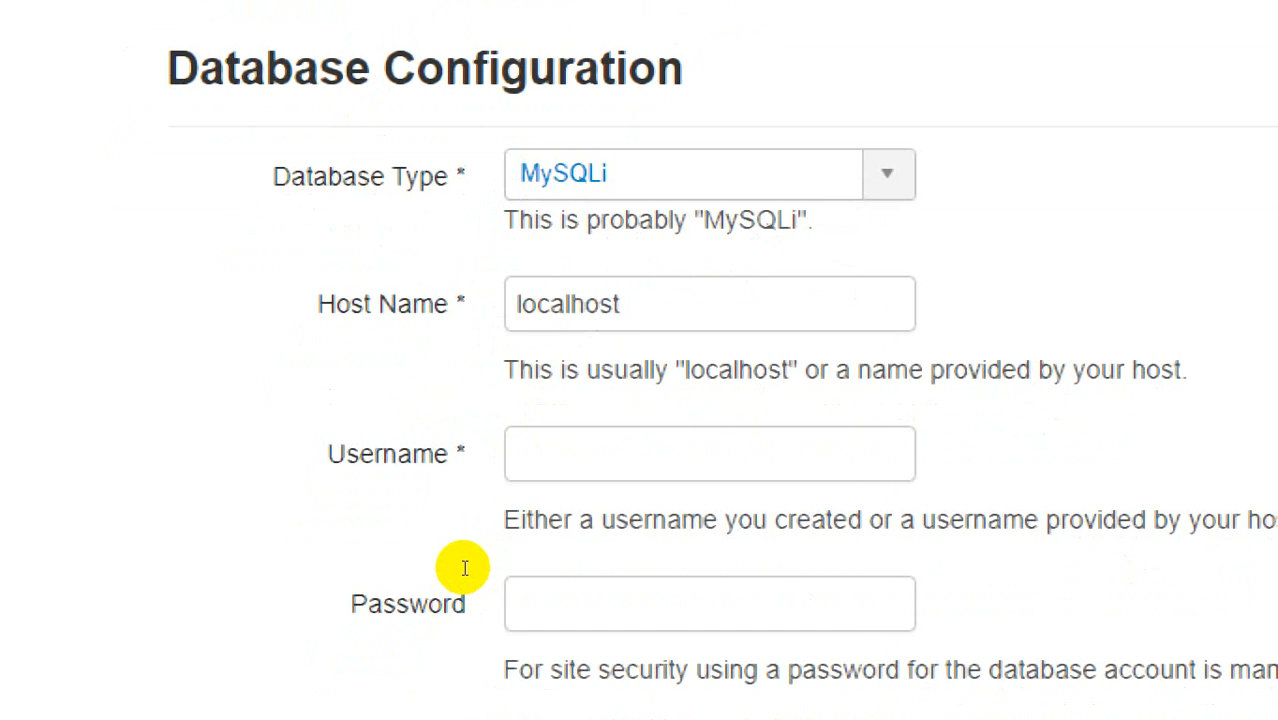 Database Configuration
Database Type *
MySQLi
This is probably "MySQLi".
Host Name *
localhost
This is usually "localhost" or a name provided by your host.
Username *
Either a username you created or a username provided by your
Password
For site security using a password for the database account is